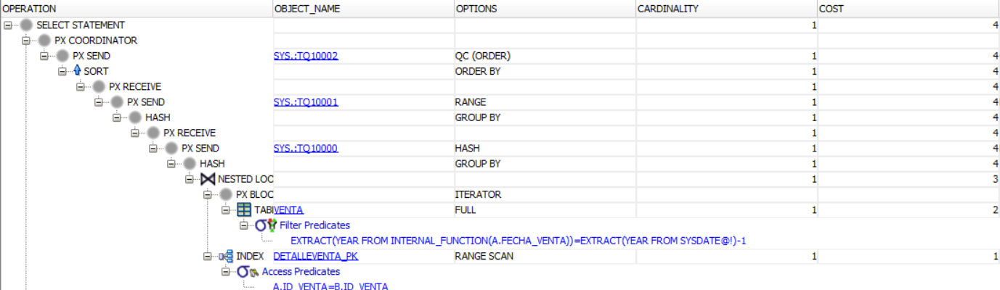 OPERATION OBJECT_NAME OPTIONS CARDINALITY COST
SELECT STATEMENT 1 4
PX COORDINATOR
PX SEND SYS.:TQ10002 QC (ORDER) 1 4
SORT ORDER BY 1 4
PX RECEIVE 1 4
PX SEND SYS.:TQ10001 RANGE 1 4
HASH GROUP BY 1 4
PX RECEIVE 1 4
PX SEND SYS.:TQ10000 HASH 1 4
HASH GROUP BY 1 4
NESTED LOO 1 3
PX BLOC ITERATOR
TABI VENTA FULL 1 2
Filter Predicates
EXTRACT(YEAR FROM INTERNAL_FUNCTION(A.FECHA_VENTA))=EXTRACT(YEAR FROM SYSDATE@!)-1
INDEX DETALLEVENTA_PK RANGE SCAN 1 1
Access Predicates
A.ID_VENTA=B.ID_VENTA